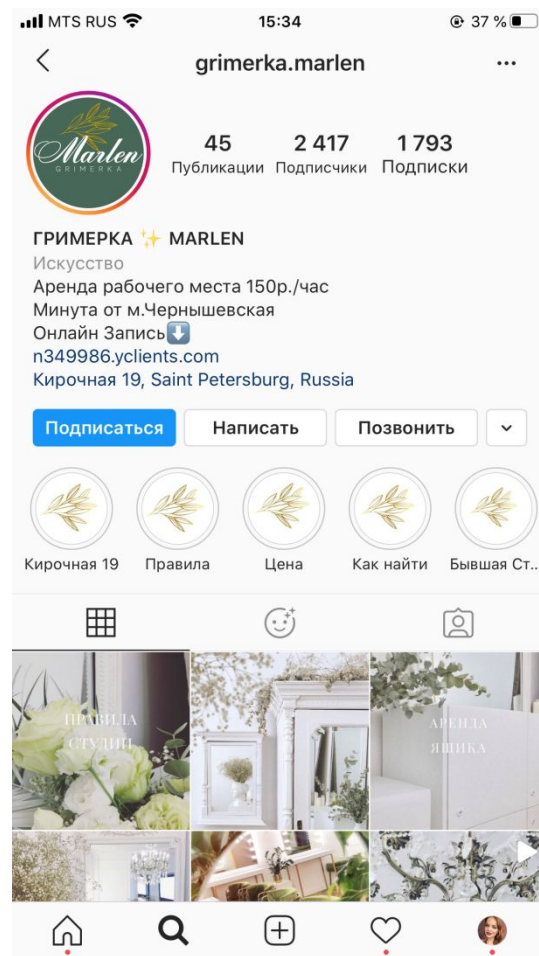 MTS RUS 15:34 37 %
grimerka.marlen
Marlen
GRIMERKA
45 2 417 1 793
Публикации Подписчики Подписки
ГРИМЕРКА ✨ MARLEN
Искусство
Аренда рабочего места 150р./час
Минута от м.Чернышевская
Онлайн Запись⬇️
n349986.yclients.com
Кирочная 19, Saint Petersburg, Russia
Подписаться Написать Позвонить
Кирочная 19 Правила Цена Как найти Бывшая Ст...
ПРАВИЛА
СТУДИИ
АРЕНДА
ЯЩИКА